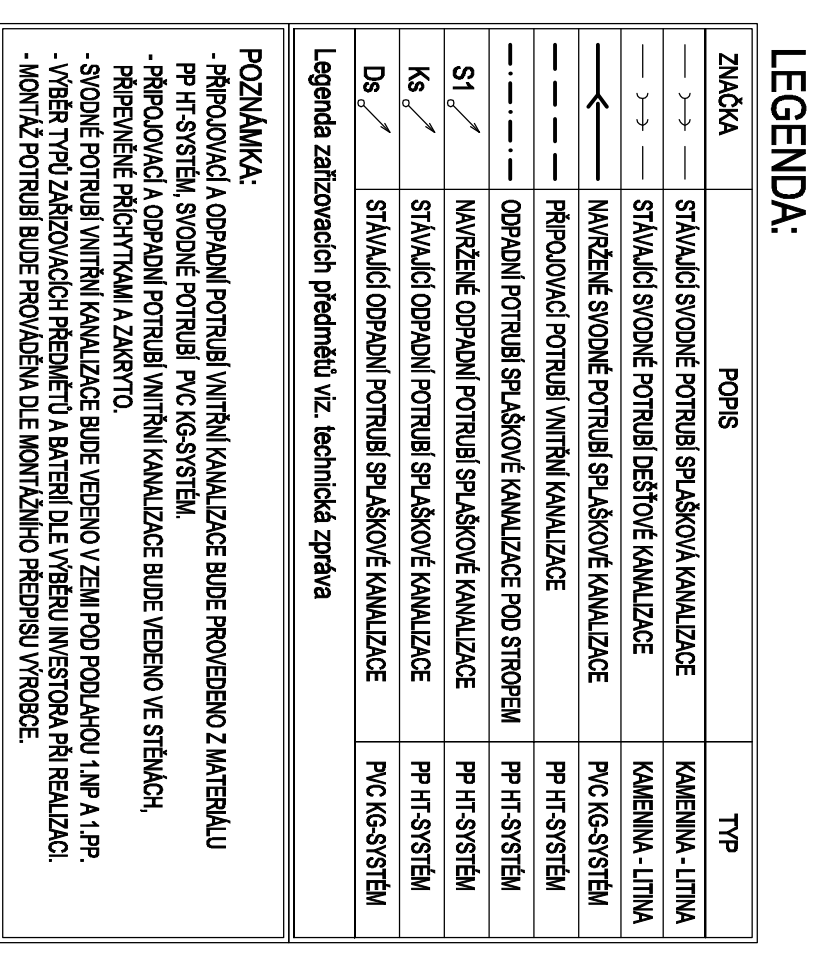 LEGENDA:
ZNAČKA POPIS TYP
STÁVAJÍCÍ SVODNÉ POTRUBÍ SPLAŠKOVÁ KANALIZACE KAMENINA - LITINA
STÁVAJÍCÍ SVODNÉ POTRUBÍ DEŠŤOVÉ KANALIZACE KAMENINA - LITINA
NAVRŽENÉ SVODNÉ POTRUBÍ SPLAŠKOVÉ KANALIZACE PVC KG-SYSTÉM
PŘIPOJOVACÍ POTRUBÍ VNITŘNÍ KANALIZACE PP HT-SYSTÉM
ODPADNÍ POTRUBÍ SPLAŠKOVÉ KANALIZACE POD STROPEM PP HT-SYSTÉM
S1 NAVRŽENÉ ODPADNÍ POTRUBÍ SPLAŠKOVÉ KANALIZACE PP HT-SYSTÉM
Ks STÁVAJÍCÍ ODPADNÍ POTRUBÍ SPLAŠKOVÉ KANALIZACE PP HT-SYSTÉM
Ds STÁVAJÍCÍ ODPADNÍ POTRUBÍ SPLAŠKOVÉ KANALIZACE PVC KG-SYSTÉM
Legenda zařizovacích předmětů viz. technická zpráva
POZNÁMKA:
- PŘIPOJOVACÍ A ODPADNÍ POTRUBÍ VNITŘNÍ KANALIZACE BUDE PROVEDENO Z MATERIÁLU
PP HT-SYSTÉM, SVODNÉ POTRUBÍ PVC KG-SYSTÉM.
- PŘIPOJOVACÍ A ODPADNÍ POTRUBÍ VNITŘNÍ KANALIZACE BUDE VEDENO VE STĚNÁCH,
PŘIPEVNĚNÉ PŘÍCHYTKAMI A ZAKRYTO.
- SVODNÉ POTRUBÍ VNITŘNÍ KANALIZACE BUDE VEDENO V ZEMI POD PODLAHOU 1.NP A 1.PP.
- VÝBĚR TYPŮ ZAŘIZOVACÍCH PŘEDMĚTŮ A BATERIÍ DLE VÝBĚRU INVESTORA PŘI REALIZACI.
- MONTÁŽ POTRUBÍ BUDE PROVÁDĚNA DLE MONTÁŽNÍHO PŘEDPISU VÝROBCE.